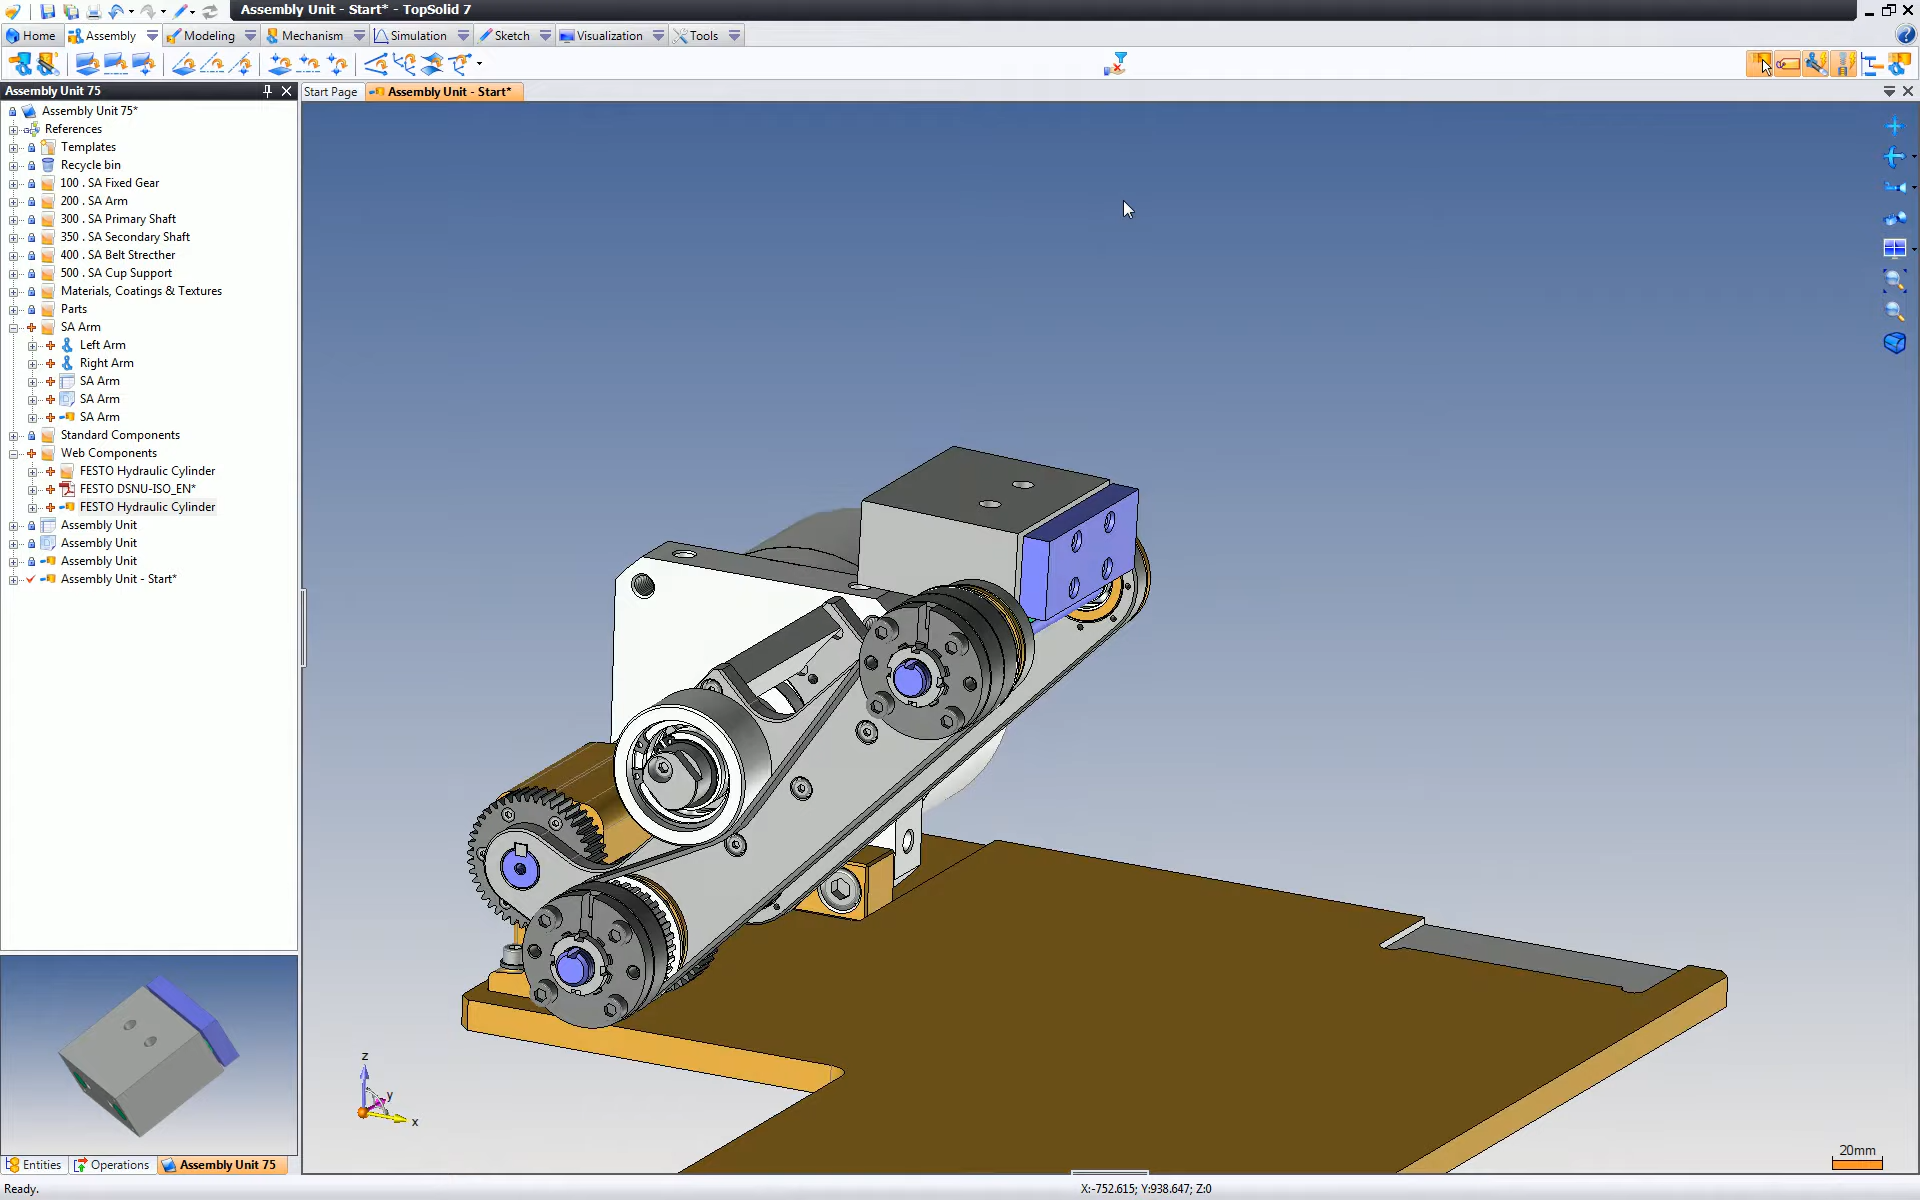 Assembly Unit - Start* - TopSolid 7
Home Assembly Modeling Mechanism Simulation Sketch Visualization Tools
Assembly Unit 75
Start Page Assembly Unit - Start*
Assembly Unit 75*
References
Templates
Recycle bin
100 . SA Fixed Gear
200 . SA Arm
300 . SA Primary Shaft
350 . SA Secondary Shaft
400 . SA Belt Strecther
500 . SA Cup Support
Materials, Coatings & Textures
Parts
SA Arm
Left Arm
Right Arm
SA Arm
SA Arm
SA Arm
Standard Components
Web Components
FESTO Hydraulic Cylinder
FESTO DSNU-ISO_EN*
FESTO Hydraulic Cylinder
Assembly Unit
Assembly Unit
Assembly Unit
Assembly Unit - Start*
z
y
x
20mm
Entities Operations Assembly Unit 75
Ready.
X:-752.615; Y:938.647; Z:0